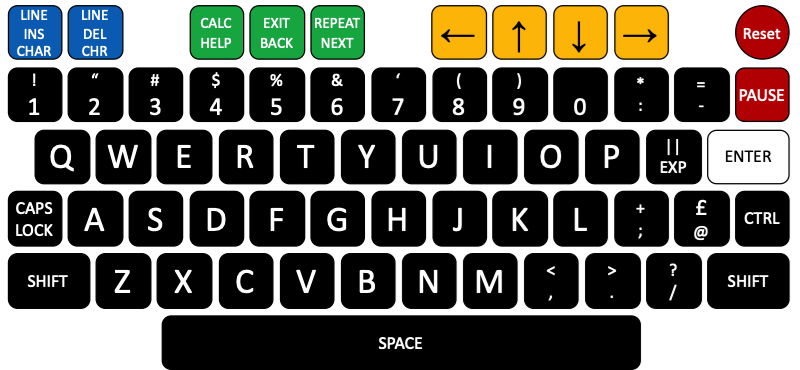 LINE INS CHAR LINE DEL CHR CALC HELP EXIT BACK REPEAT NEXT ← ↑ ↓ → Reset
! 1 “ 2 # 3 $ 4 % 5 & 6 ‘ 7 ( 8 ) 9 0 * : = - PAUSE
Q W E R T Y U I O P || EXP ENTER
CAPS LOCK A S D F G H J K L + ; £ @ CTRL
SHIFT Z X C V B N M < , > . ? / SHIFT
SPACE